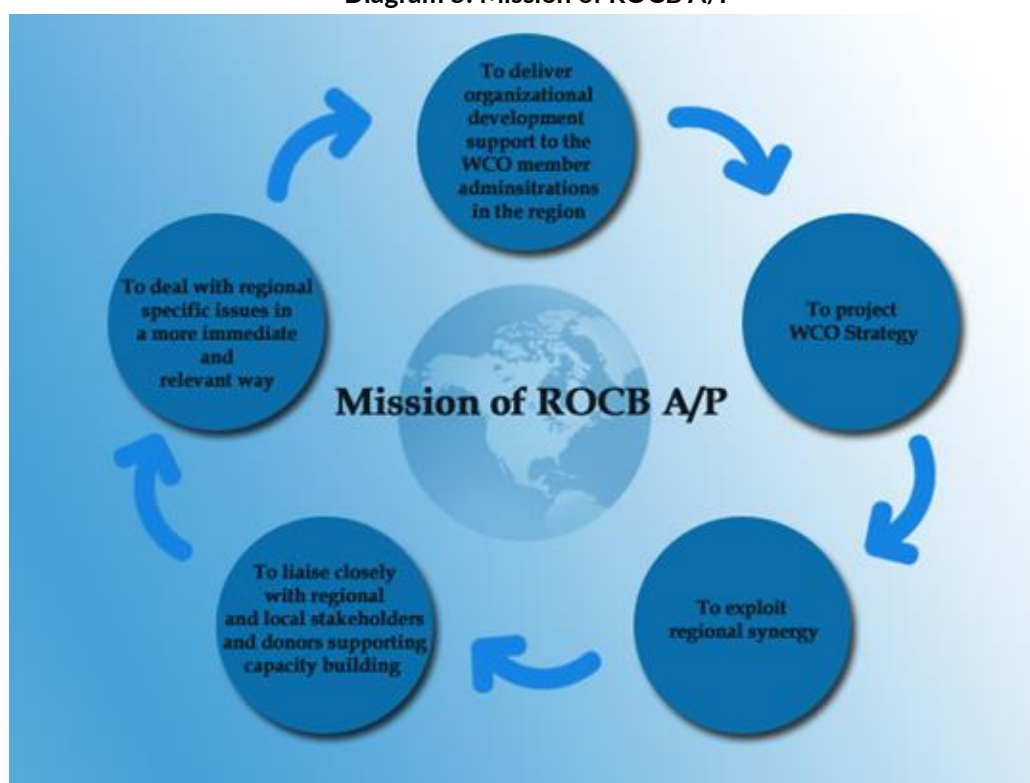 Diagram 3: Mission of ROCB A/P
To deliver
organizational
development
support to the
WCO member
adminsitrations
in the region
To project
WCO Strategy
To exploit
regional synergy
To liaise closely
with regional
and local stakeholders
and donors supporting
capacity building
To deal with regional
specific issues in
a more immediate
and
relevant way
Mission of ROCB A/P